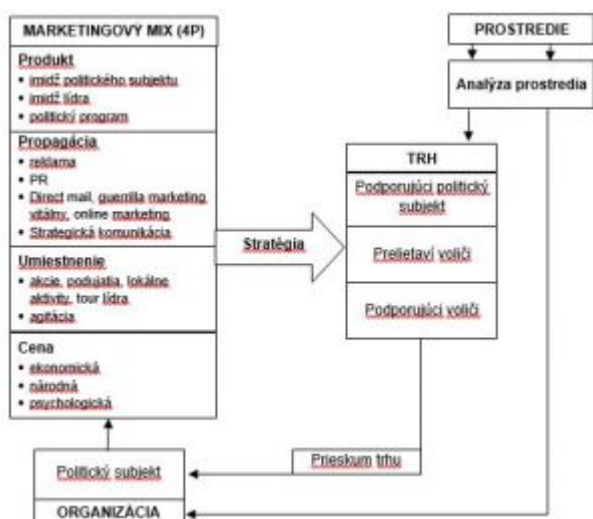 MARKETINGOVÝ MIX (4P)
Produkt
• imidž politického subjektu
• imidž lídra
• politický program
Propagácia
• reklama
• PR
• Direct mail, guerrilla marketing
vitálny, online marketing
• Strategická komunikácia
Umiestnenie
• akcie, podujatia, lokálne
aktivity, tour lídra
• agitácia
Cena
• ekonomická
• národná
• psychologická
Politický subjekt
ORGANIZÁCIA
Stratégia
PROSTREDIE
Analýza prostredia
TRH
Podporujúci politický
subjekt
Prelietaví voliči
Podporujúci voliči
Prieskum trhu